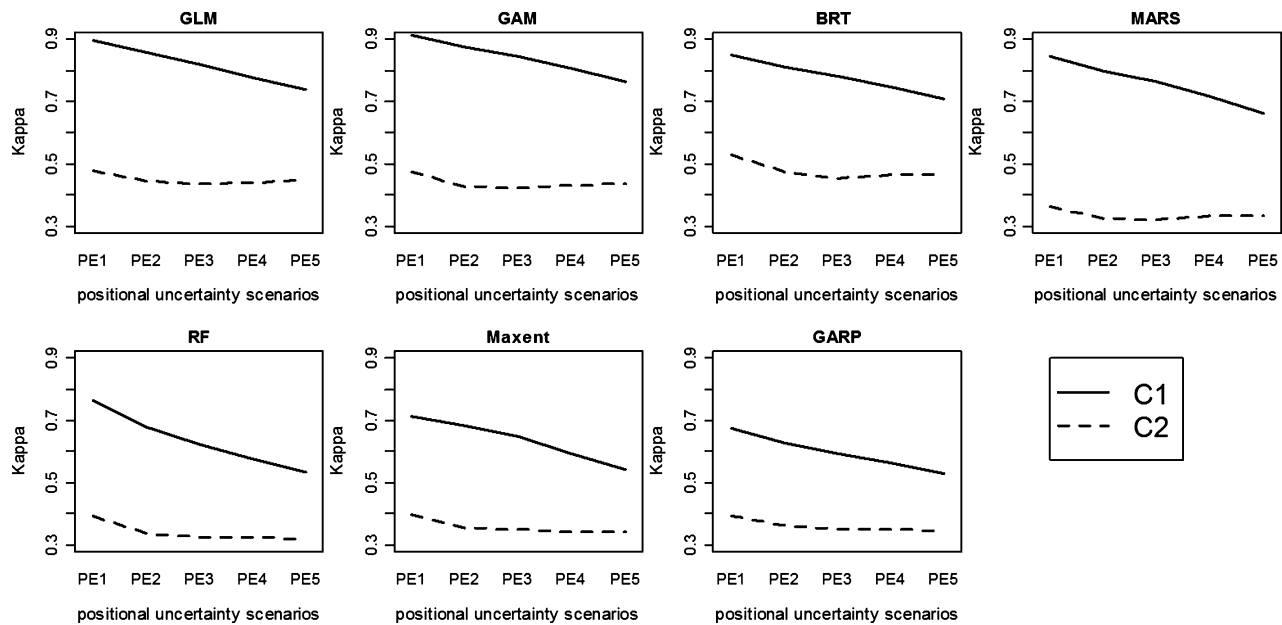 GLM
Kappa
0.3 0.5 0.7 0.9
PE1 PE2 PE3 PE4 PE5
positional uncertainty scenarios
GAM
Kappa
0.3 0.5 0.7 0.9
PE1 PE2 PE3 PE4 PE5
positional uncertainty scenarios
BRT
Kappa
0.3 0.5 0.7 0.9
PE1 PE2 PE3 PE4 PE5
positional uncertainty scenarios
MARS
Kappa
0.3 0.5 0.7 0.9
PE1 PE2 PE3 PE4 PE5
positional uncertainty scenarios
RF
Kappa
0.3 0.5 0.7 0.9
PE1 PE2 PE3 PE4 PE5
positional uncertainty scenarios
Maxent
Kappa
0.3 0.5 0.7 0.9
PE1 PE2 PE3 PE4 PE5
positional uncertainty scenarios
GARP
Kappa
0.3 0.5 0.7 0.9
PE1 PE2 PE3 PE4 PE5
positional uncertainty scenarios
C1
C2